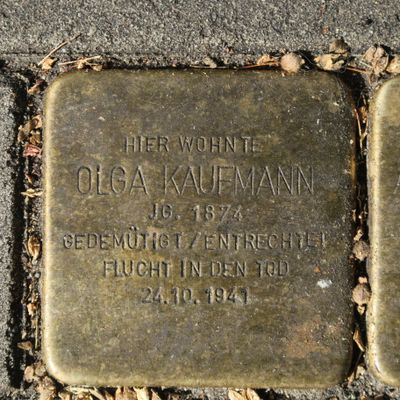 HIER WOHNTE
OLGA KAUFMANN
JG. 1874
GEDEMÜTIGT / ENTRECHTET
FLUCHT IN DEN TOD
24.10.1941